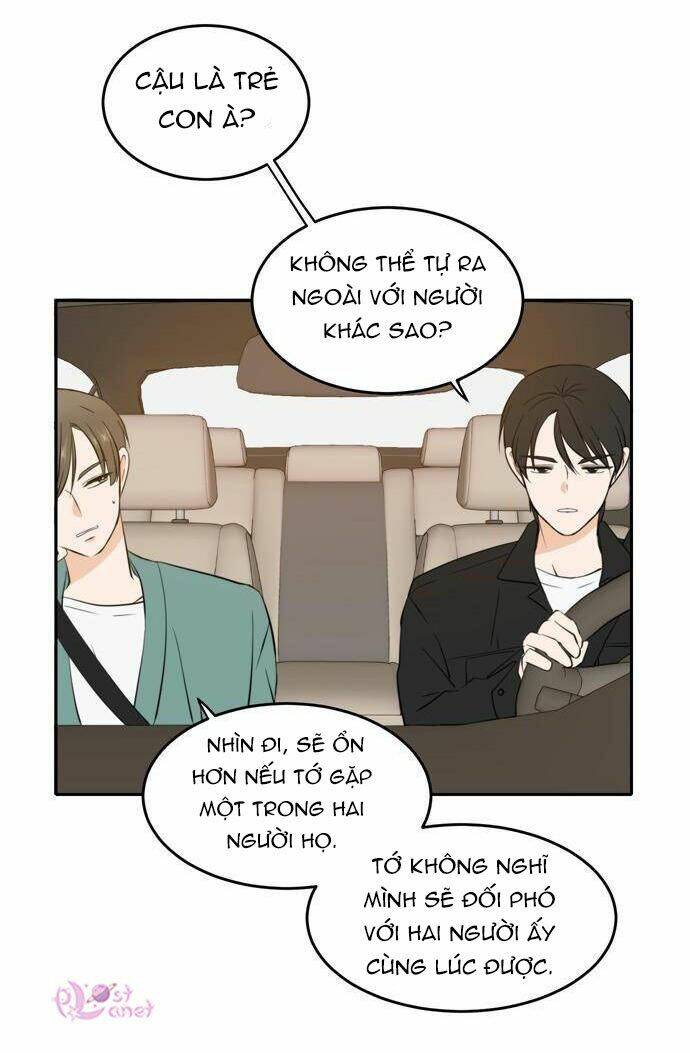 CẬU LÀ TRẺ
CON À?
KHÔNG THỂ TỰ RA
NGOÀI VỚI NGƯỜI
KHÁC SAO?
NHÌN ĐI, SẼ ỔN
HƠN NẾU TỚ GẶP
MỘT TRONG HAI
NGƯỜI HỌ.
TỚ KHÔNG NGHĨ
MÌNH SẼ ĐỐI PHÓ
VỚI HAI NGƯỜI ẤY
CÙNG LÚC ĐƯỢC.
Lost
Planet